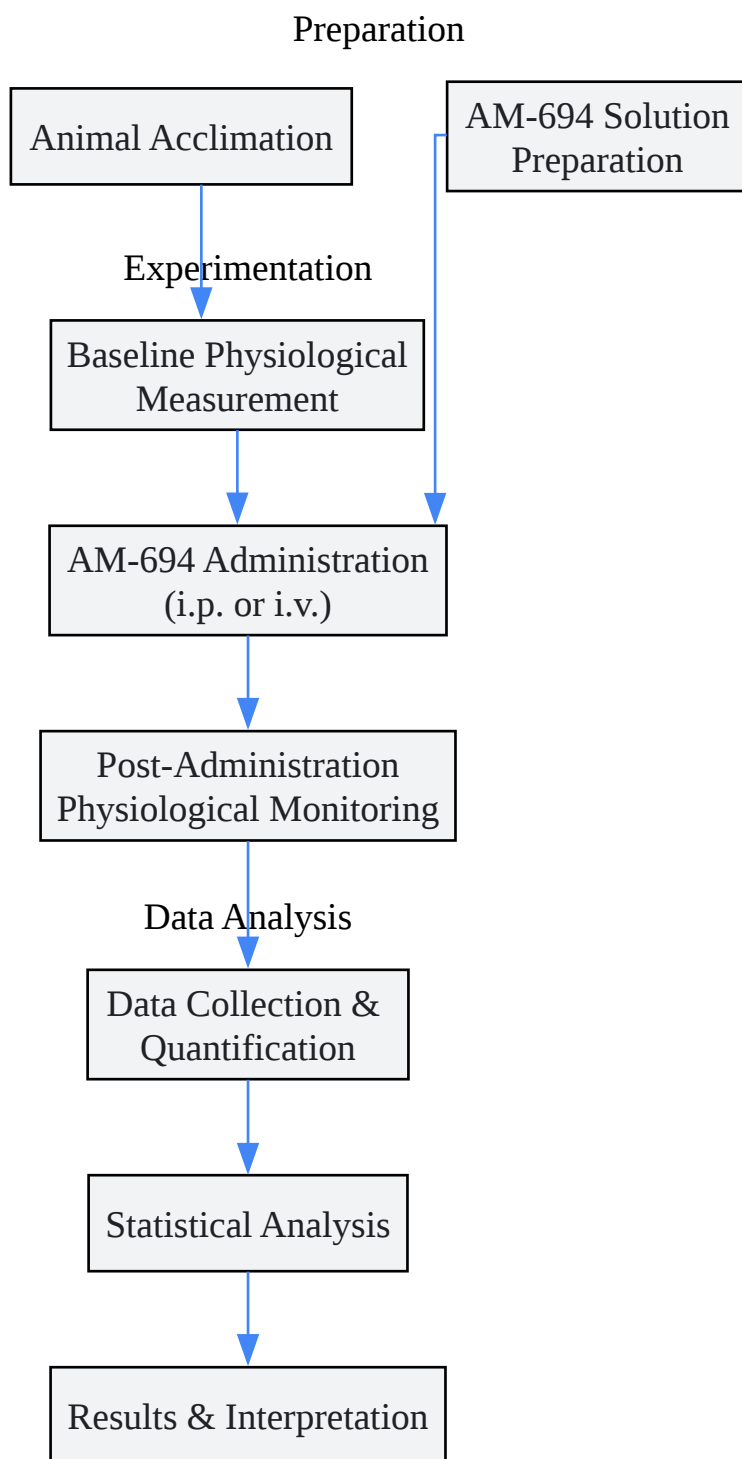 Preparation
Animal Acclimation
AM-694 Solution
Preparation
Experimentation
Baseline Physiological
Measurement
AM-694 Administration
(i.p. or i.v.)
Post-Administration
Physiological Monitoring
Data Analysis
Data Collection &
Quantification
Statistical Analysis
Results & Interpretation